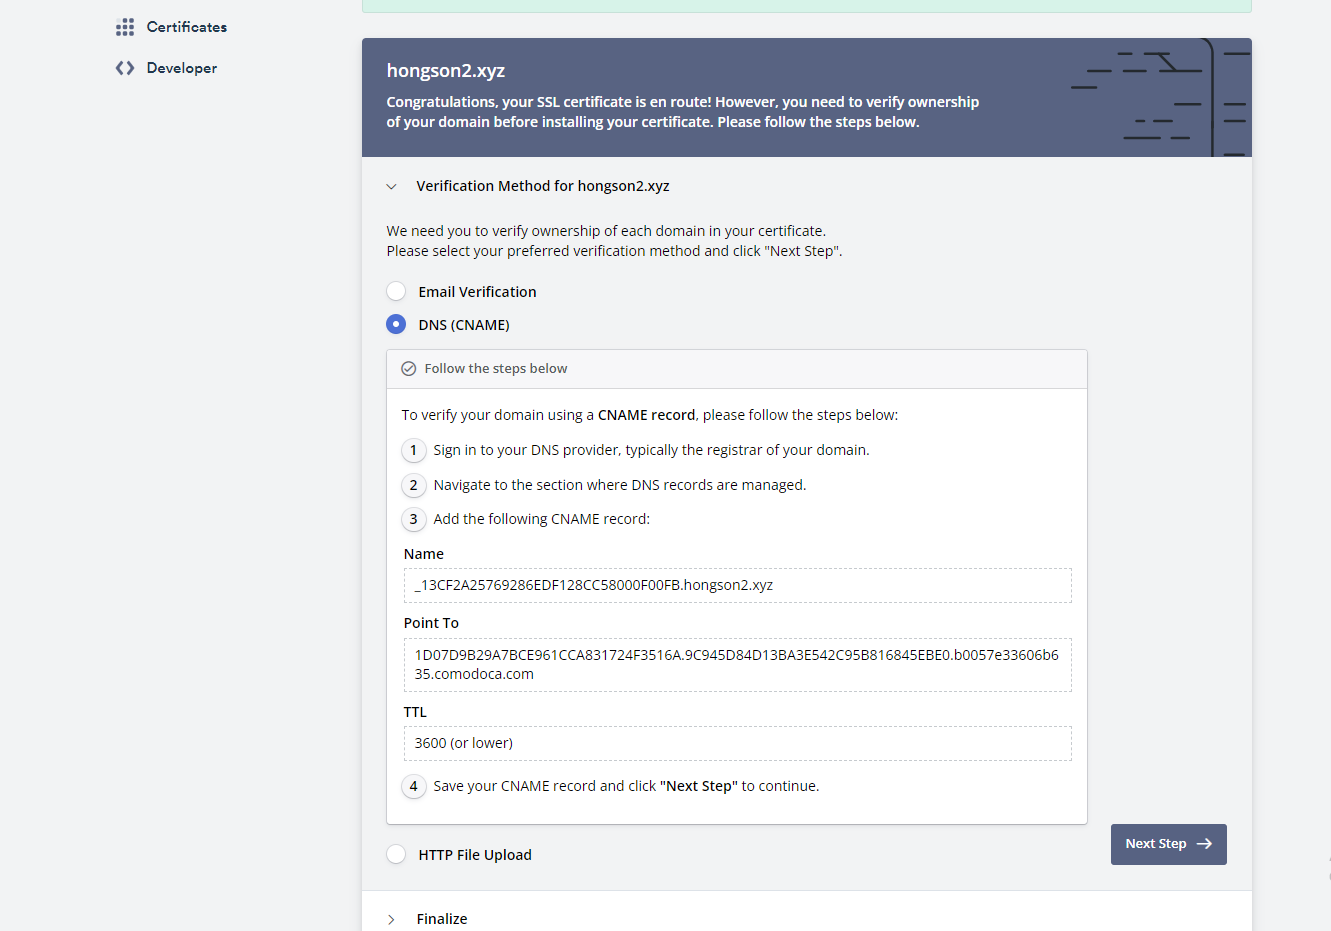 Certificates
Developer
hongson2.xyz
Congratulations, your SSL certificate is en route! However, you need to verify ownership
of your domain before installing your certificate. Please follow the steps below.
Verification Method for hongson2.xyz
We need you to verify ownership of each domain in your certificate.
Please select your preferred verification method and click "Next Step".
Email Verification
DNS (CNAME)
Follow the steps below
To verify your domain using a CNAME record, please follow the steps below:
1 Sign in to your DNS provider, typically the registrar of your domain.
2 Navigate to the section where DNS records are managed.
3 Add the following CNAME record:
Name
_13CF2A25769286EDF128CC58000F00FB.hongson2.xyz
Point To
1D07D9B29A7BCE961CCA831724F3516A.9C945D84D13BA3E542C95B816845EBE0.b0057e33606b6
35.comodoca.com
TTL
3600 (or lower)
4 Save your CNAME record and click "Next Step" to continue.
HTTP File Upload
Next Step
Finalize